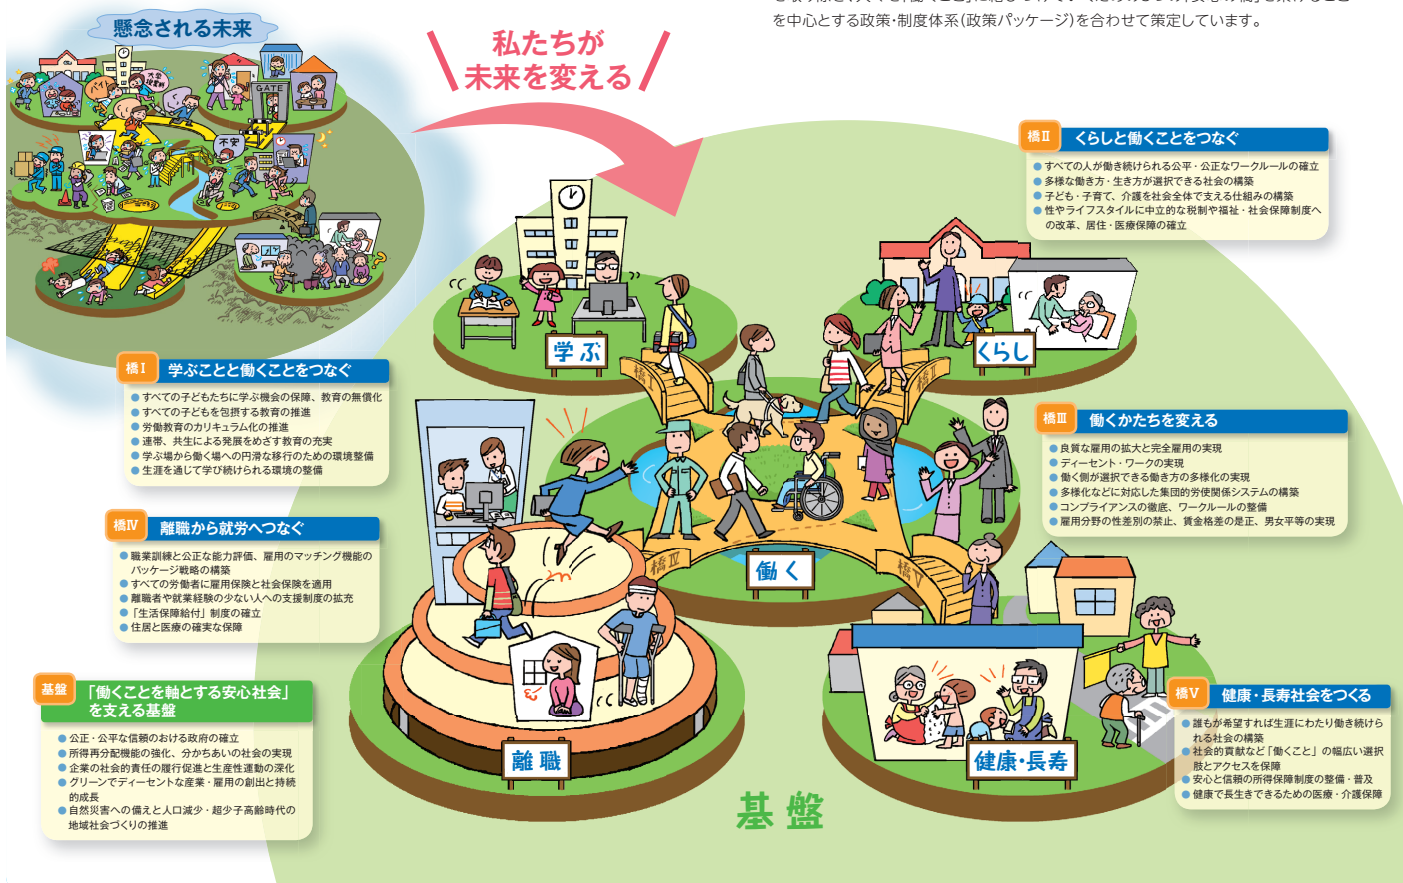 を中心とする政策・制度体系(政策パッケージ)を合わせて策定しています。
懸念される未来
大卒
GATE
不安
私たちが
未来を変える
橋Ⅱ くらしと働くことをつなぐ
●すべての人が働き続けられる公平・公正なワークルールの確立
●多様な働き方・生き方が選択できる社会の構築
●子ども・子育て、介護を社会全体で支える仕組みの構築
●性やライフスタイルに中立的な税制や福祉・社会保障制度へ
の改革、居住・医療保障の確立
学ぶ
くらし
橋Ⅰ
橋Ⅱ
橋Ⅰ 学ぶことと働くことをつなぐ
●すべての子どもたちに学ぶ機会の保障、教育の無償化
●すべての子どもを包摂する教育の推進
●労働教育のカリキュラム化の推進
●連帯、共生による発展をめざす教育の充実
●学ぶ場から働く場への円滑な移行のための環境整備
●生涯を通じて学び続けられる環境の整備
橋Ⅲ 働くかたちを変える
●良質な雇用の拡大と完全雇用の実現
●ディーセント・ワークの実現
●働く側が選択できる働き方の多様化の実現
●多様化などに対応した集団的労使関係システムの構築
●コンプライアンスの徹底、ワークルールの整備
●雇用分野の性差別の禁止、賃金格差の是正、男女平等の実現
橋Ⅳ 離職から就労へつなぐ
●職業訓練と公正な能力評価、雇用のマッチング機能の
パッケージ戦略の構築
●すべての労働者に雇用保険と社会保険を適用
●離職者や就業経験の少ない人への支援制度の拡充
●「生活保障給付」制度の確立
●住居と医療の確実な保障
橋Ⅳ
働く
橋Ⅴ
基盤 「働くことを軸とする安心社会」
を支える基盤
●公正・公平な信頼のおける政府の確立
●所得再分配機能の強化、分かちあいの社会の実現
●企業の社会的責任の履行促進と生産性運動の深化
●グリーンでディーセントな産業・雇用の創出と持続
的成長
●自然災害への備えと人口減少・超少子高齢時代の
地域社会づくりの推進
離職
健康・長寿
橋Ⅴ 健康・長寿社会をつくる
●誰もが希望すれば生涯にわたり働き続けら
れる社会の構築
●社会的貢献など「働くこと」の幅広い選択
肢とアクセスを保障
●安心と信頼の所得保障制度の整備・普及
●健康で長生きできるための医療・介護保障
基盤